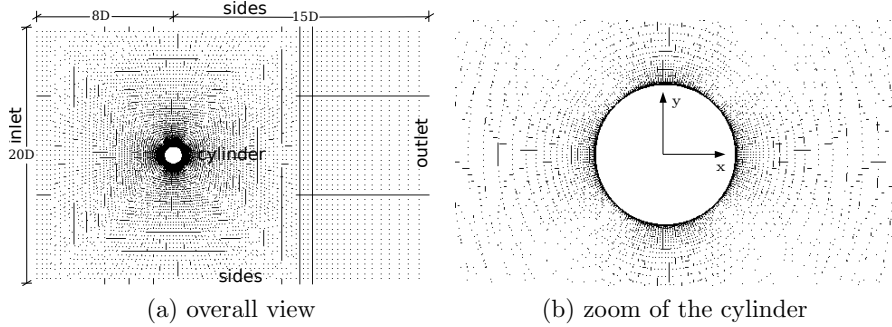 sides
8D
15D
inlet
20D
cylinder
outlet
sides
y
x
(a) overall view
(b) zoom of the cylinder